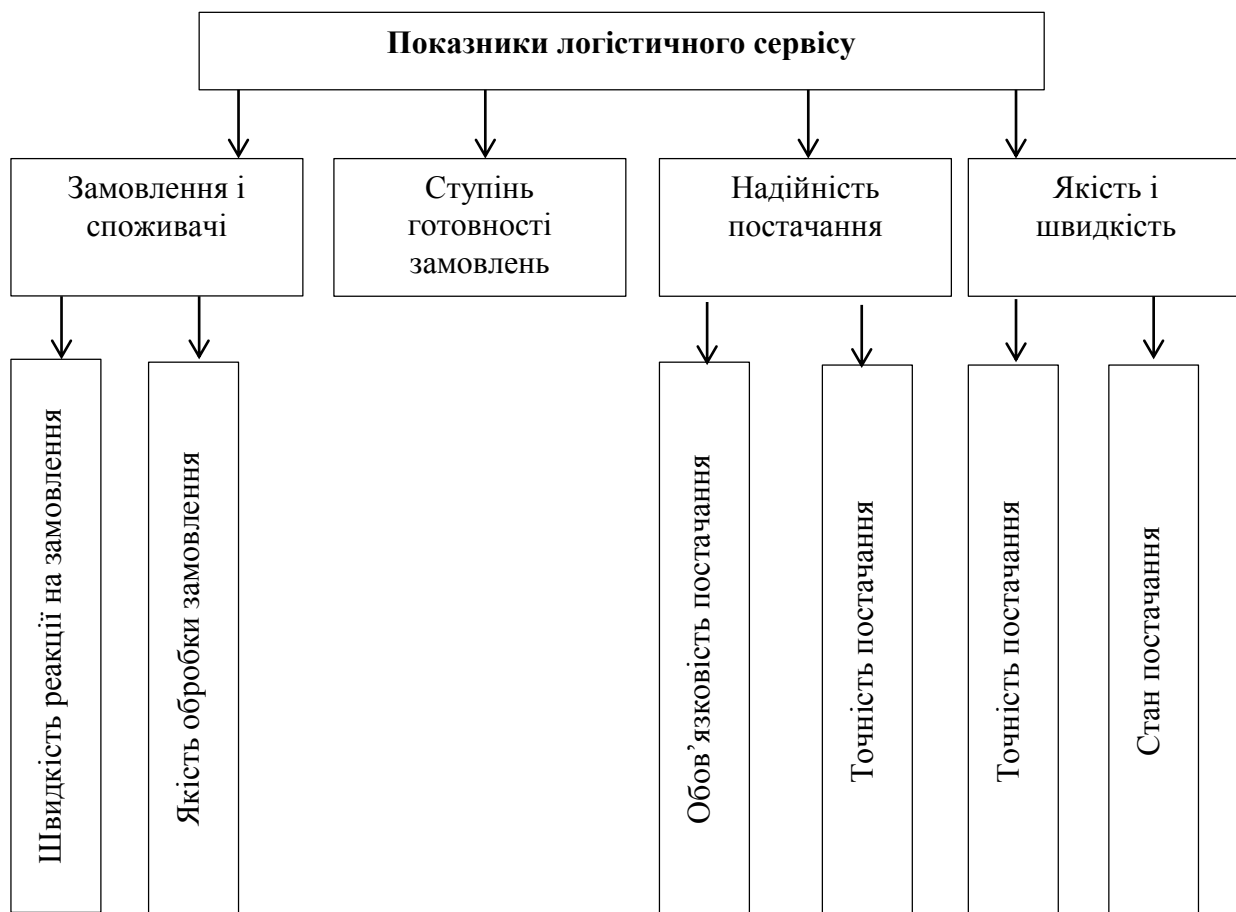 Показники логістичного сервісу
Замовлення і
споживачі
Ступінь
готовності
замовлень
Надійність
постачання
Якість і
швидкість
Швидкість реакції на замовлення
Якість обробки замовлення
Обов’язковість постачання
Точність постачання
Точність постачання
Стан постачання